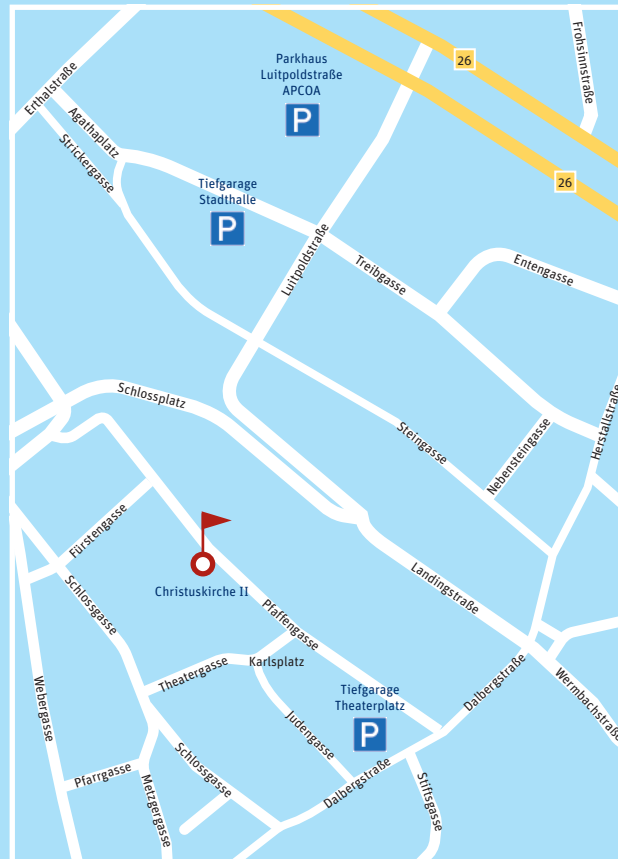 26
Frohsinnstraße
Parkhaus
Luitpoldstraße
APCOA
P
Erthalstraße
Agathaplatz
Strickergasse
Tiefgarage
Stadthalle
P
26
Luitpoldstraße
Treibgasse
Entengasse
Schlossplatz
Herstallstraße
Steingasse
Nebensteingasse
Fürstengasse
Christuskirche II
Schlossgasse
Pfaffengasse
Landingstraße
Webergasse
Theatergasse
Karlsplatz
Dalbergstraße
Wermbachstraße
Tiefgarage
Theaterplatz
P
Judengasse
Schlossgasse
Pfarrgasse
Metzgergasse
Dalbergstraße
Stiftsgasse